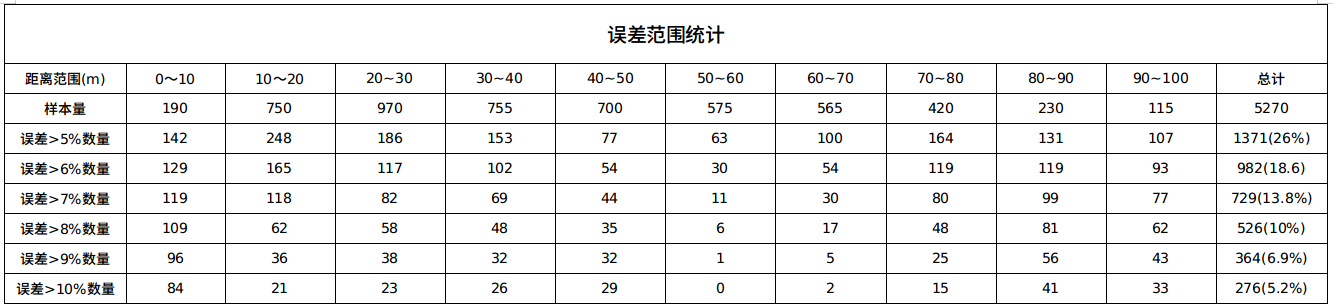 误差范围统计
距离范围(m) 0～10 10～20 20~30 30~40 40~50 50~60 60~70 70~80 80~90 90~100 总计
样本量 190 750 970 755 700 575 565 420 230 115 5270
误差>5%数量 142 248 186 153 77 63 100 164 131 107 1371(26%)
误差>6%数量 129 165 117 102 54 30 54 119 119 93 982(18.6)
误差>7%数量 119 118 82 69 44 11 30 80 99 77 729(13.8%)
误差>8%数量 109 62 58 48 35 6 17 48 81 62 526(10%)
误差>9%数量 96 36 38 32 32 1 5 25 56 43 364(6.9%)
误差>10%数量 84 21 23 26 29 0 2 15 41 33 276(5.2%)